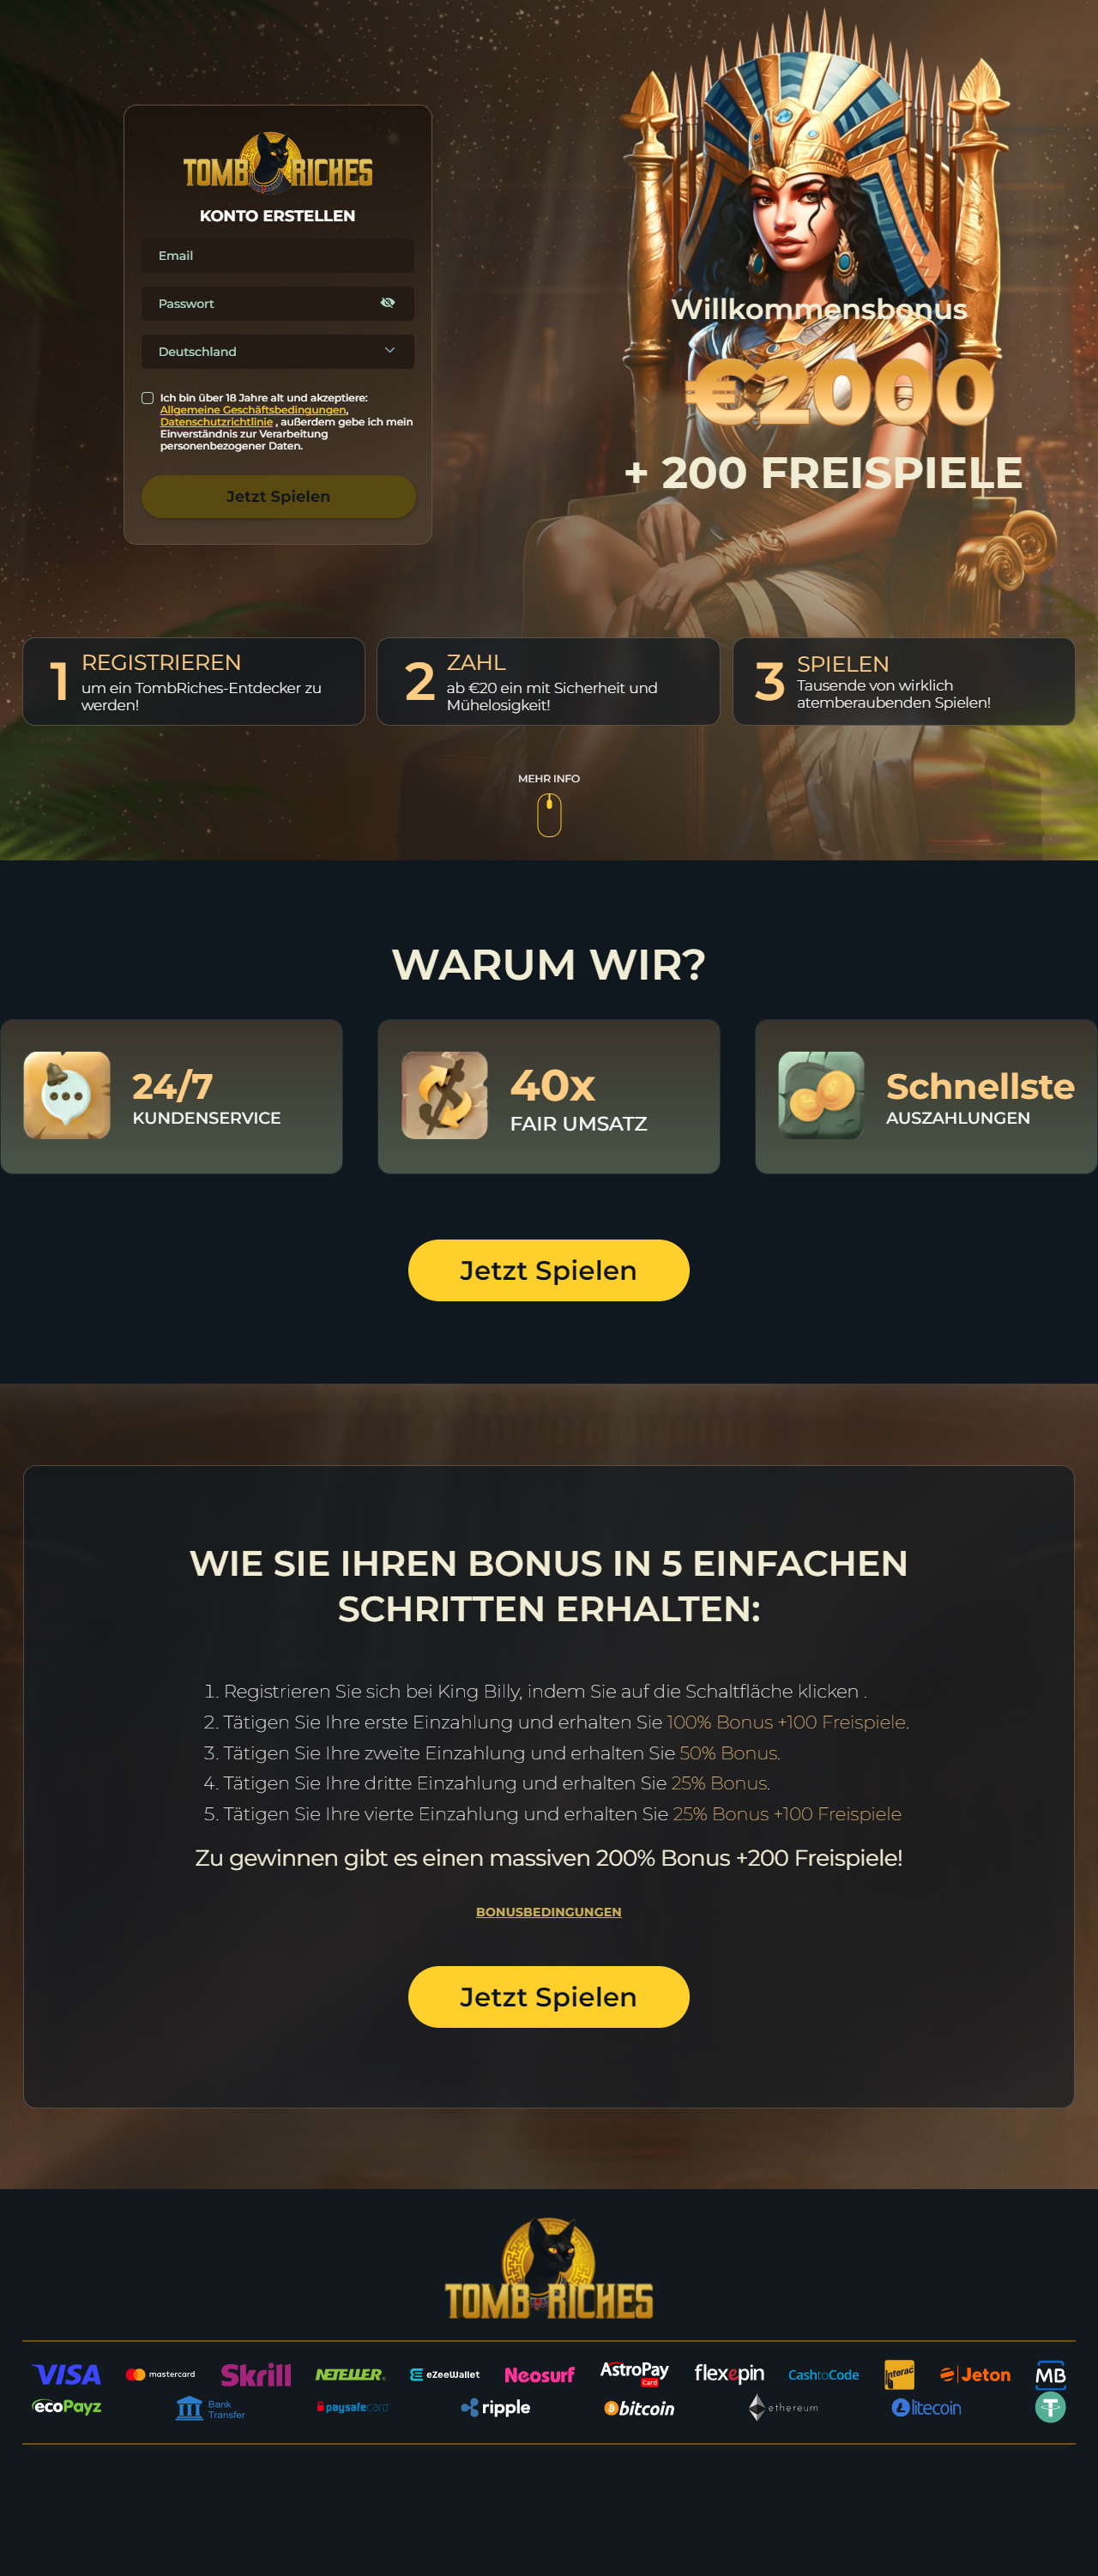 TOMB RICHES
KONTO ERSTELLEN
Email
Passwort
Deutschland
Ich bin über 18 Jahre alt und akzeptiere:
Allgemeine Geschäftsbedingungen,
Datenschutzrichtlinie , außerdem gebe ich mein
Einverständnis zur Verarbeitung
personenbezogener Daten.
Jetzt Spielen
Willkommensbonus
€2000
+ 200 FREISPIELE
1 REGISTRIEREN
um ein TombRiches-Entdecker zu
werden!
2 ZAHL
ab €20 ein mit Sicherheit und
Mühelosigkeit!
3 SPIELEN
Tausende von wirklich
atemberaubenden Spielen!
MEHR INFO
WARUM WIR?
24/7
KUNDENSERVICE
40x
FAIR UMSATZ
Schnellste
AUSZAHLUNGEN
Jetzt Spielen
WIE SIE IHREN BONUS IN 5 EINFACHEN
SCHRITTEN ERHALTEN:
1. Registrieren Sie sich bei King Billy, indem Sie auf die Schaltfläche klicken .
2. Tätigen Sie Ihre erste Einzahlung und erhalten Sie 100% Bonus +100 Freispiele.
3. Tätigen Sie Ihre zweite Einzahlung und erhalten Sie 50% Bonus.
4. Tätigen Sie Ihre dritte Einzahlung und erhalten Sie 25% Bonus.
5. Tätigen Sie Ihre vierte Einzahlung und erhalten Sie 25% Bonus +100 Freispiele
Zu gewinnen gibt es einen massiven 200% Bonus +200 Freispiele!
BONUSBEDINGUNGEN
Jetzt Spielen
TOMB RICHES
VISA mastercard Skrill NETELLER eZeeWallet Neosurf AstroPay Card flexepin CashtoCode Interac Jeton MB
ecoPayz Bank Transfer paysafecard ripple bitcoin ethereum litecoin